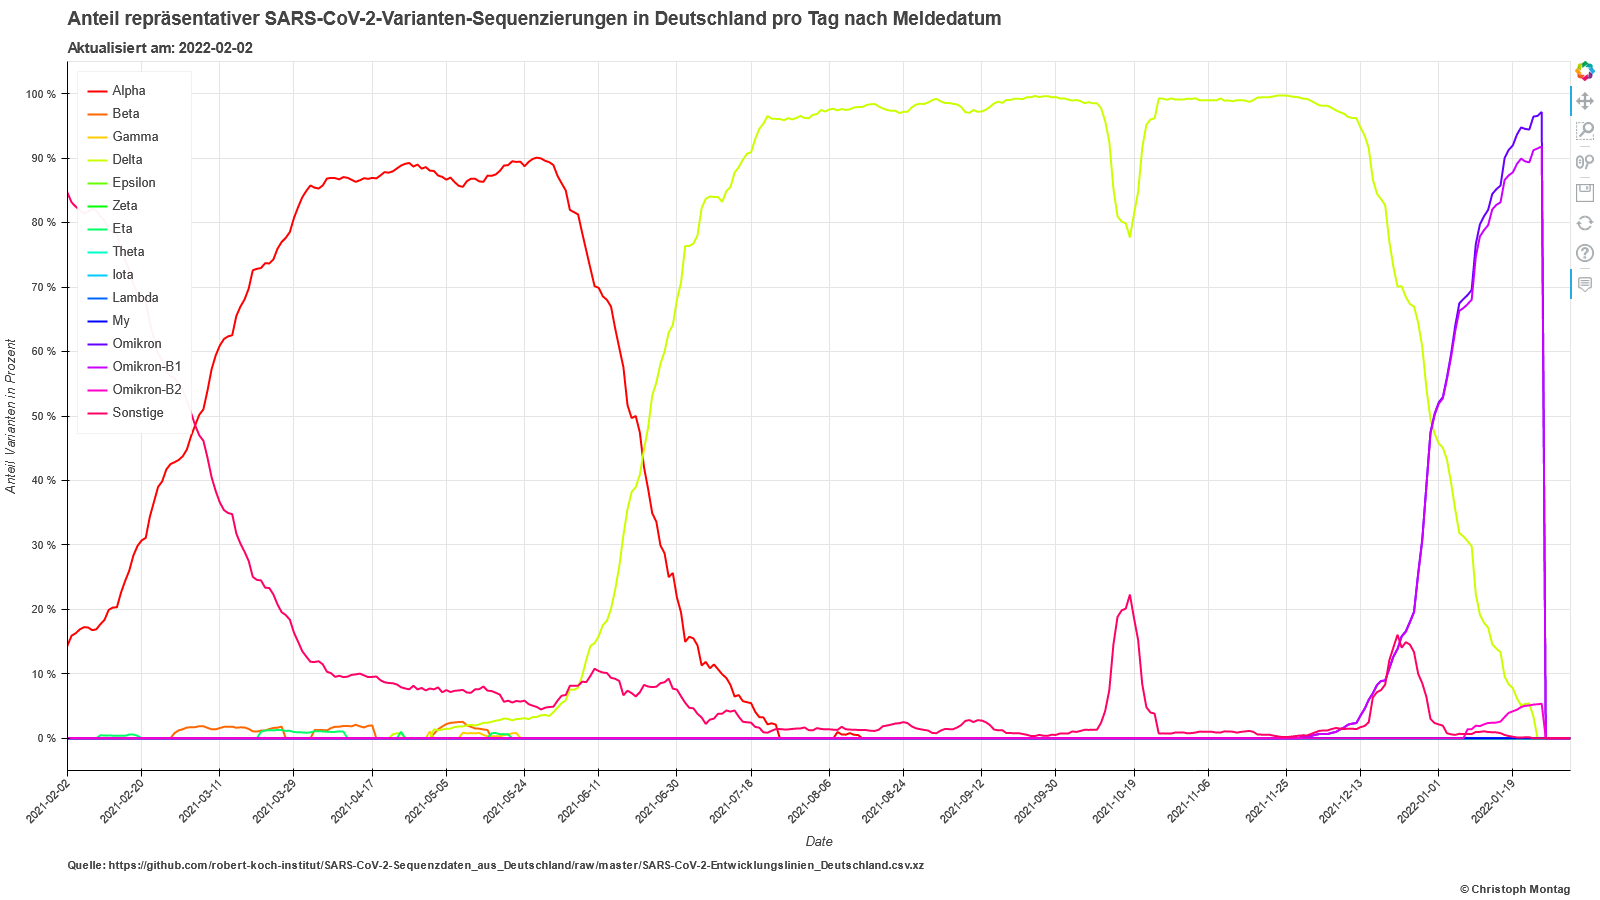 Anteil repräsentativer SARS-CoV-2-Varianten-Sequenzierungen in Deutschland pro Tag nach Meldedatum
Aktualisiert am: 2022-02-02
Alpha
Beta
Gamma
Delta
Epsilon
Zeta
Eta
Theta
Iota
Lambda
My
Omikron
Omikron-B1
Omikron-B2
Sonstige
100 %
90 %
80 %
70 %
60 %
50 %
40 %
30 %
20 %
10 %
0 %
Anteil Varianten in Prozent
2021-02-02
2021-02-20
2021-03-11
2021-03-29
2021-04-17
2021-05-05
2021-05-24
2021-06-11
2021-06-30
2021-07-18
2021-08-06
2021-08-24
2021-09-12
2021-09-30
2021-10-19
2021-11-06
2021-11-25
2021-12-13
2022-01-01
2022-01-19
Date
Quelle: https://github.com/robert-koch-institut/SARS-CoV-2-Sequenzdaten_aus_Deutschland/raw/master/SARS-CoV-2-Entwicklungslinien_Deutschland.csv.xz
© Christoph Montag